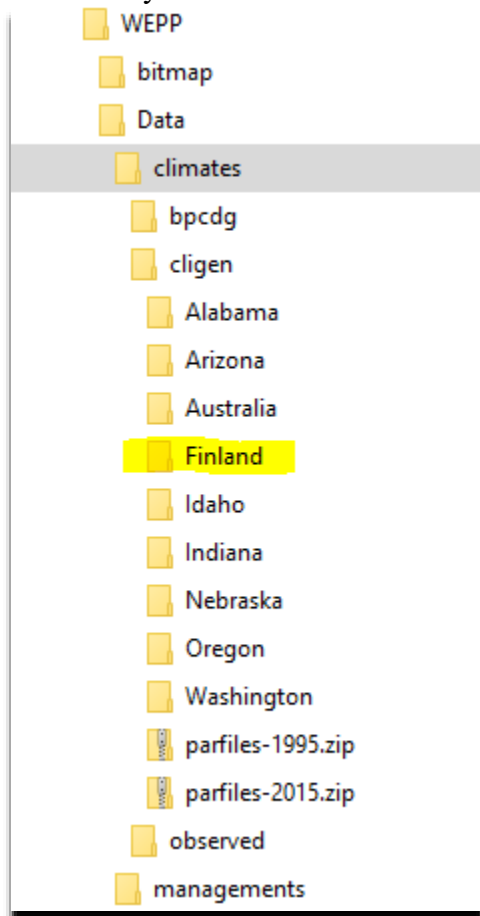 WEPP
bitmap
Data
climates
bpcdg
cligen
Alabama
Arizona
Australia
Finland
Idaho
Indiana
Nebraska
Oregon
Washington
parfiles-1995.zip
parfiles-2015.zip
observed
managements